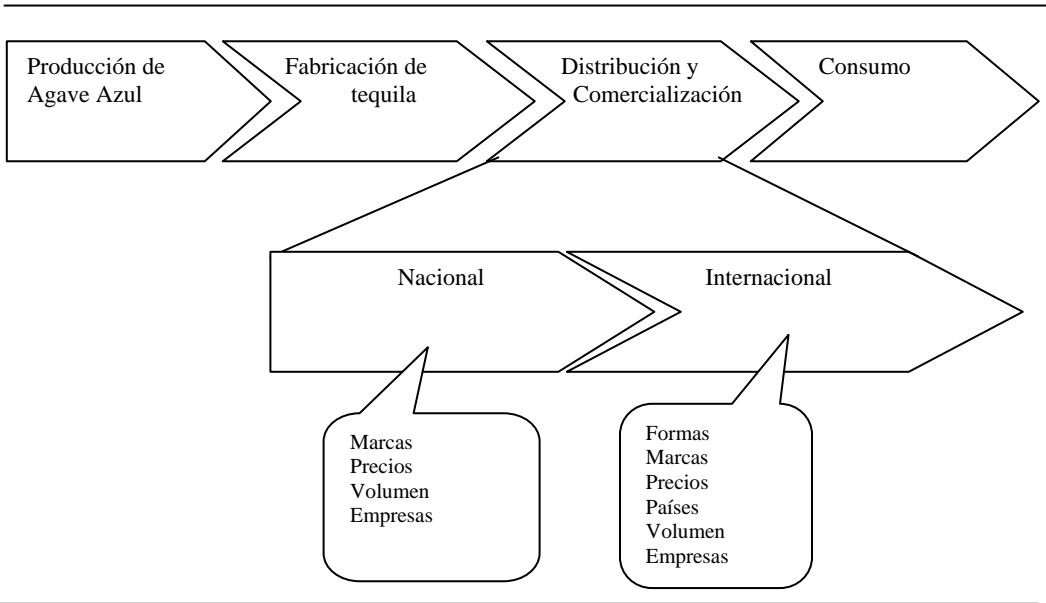 Producción de
Agave Azul
Fabricación de
tequila
Distribución y
Comercialización
Consumo
Nacional
Internacional
Marcas
Precios
Volumen
Empresas
Formas
Marcas
Precios
Países
Volumen
Empresas